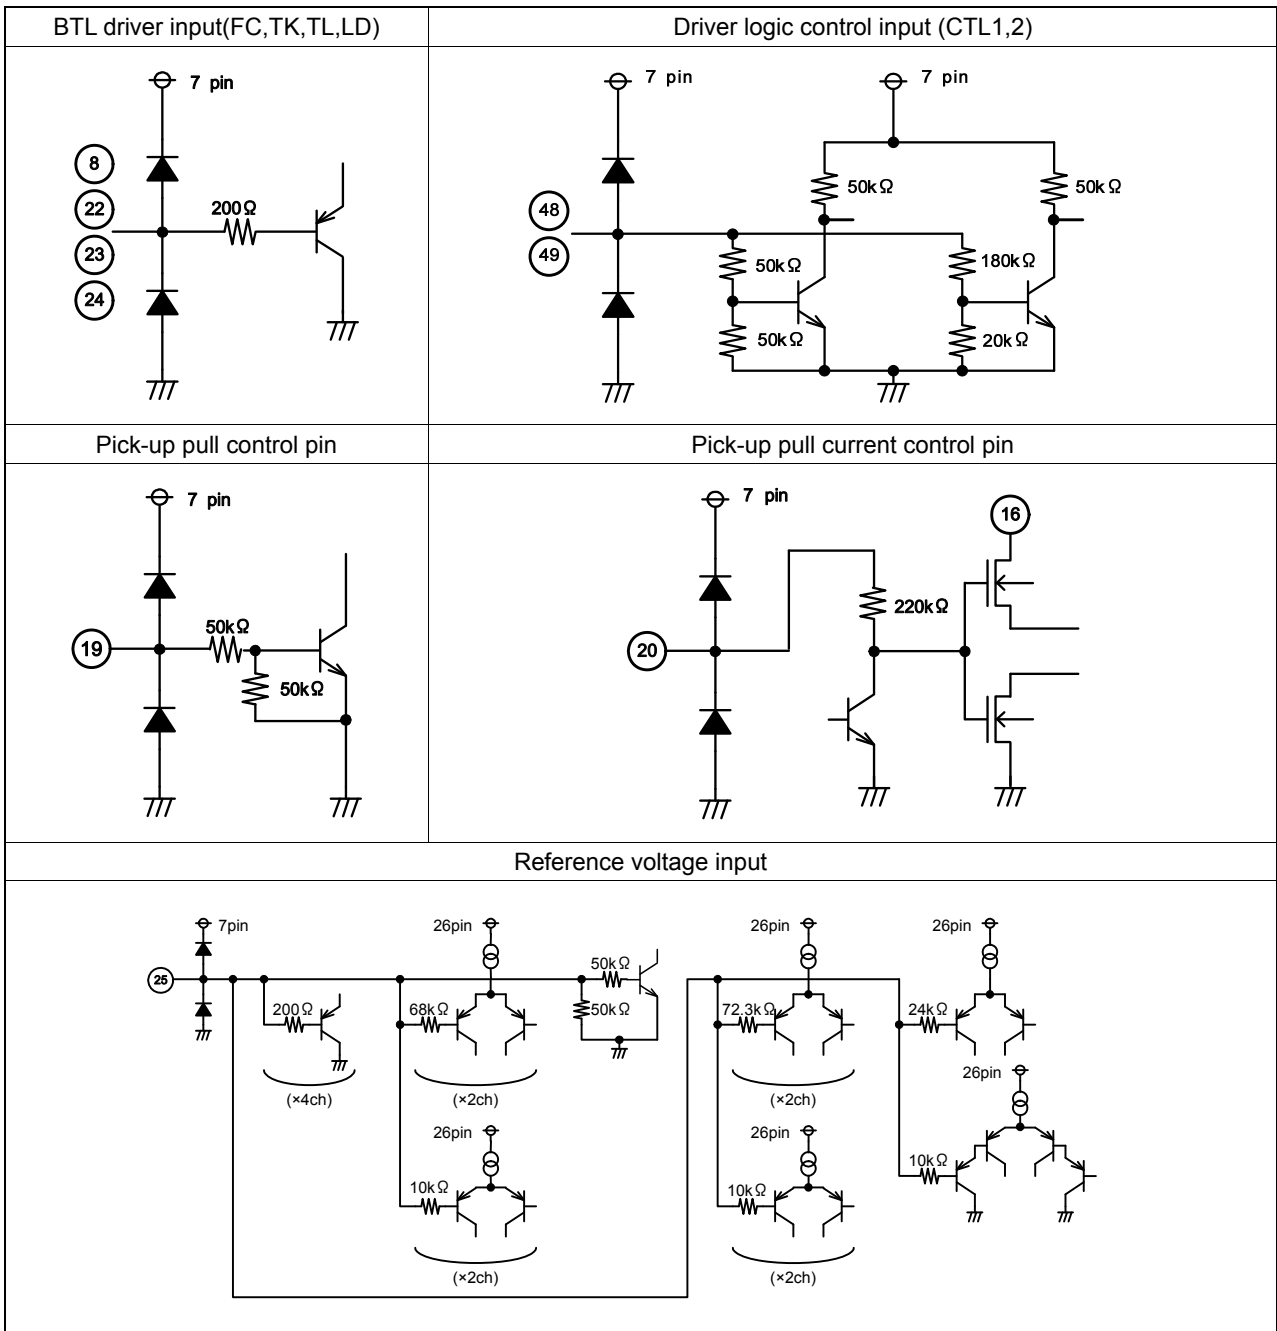 BTL driver input(FC,TK,TL,LD)
Driver logic control input (CTL1,2)
7 pin
8
22
23
24
200Ω
7 pin
7 pin
48
49
50kΩ
50kΩ
50kΩ
50kΩ
180kΩ
20kΩ
Pick-up pull control pin
Pick-up pull current control pin
7 pin
19
50kΩ
50kΩ
7 pin
20
220kΩ
16
Reference voltage input
7pin
25
200Ω
(×4ch)
26pin
68kΩ
(×2ch)
26pin
10kΩ
(×2ch)
50kΩ
50kΩ
26pin
72.3kΩ
(×2ch)
26pin
10kΩ
(×2ch)
26pin
24kΩ
26pin
10kΩ